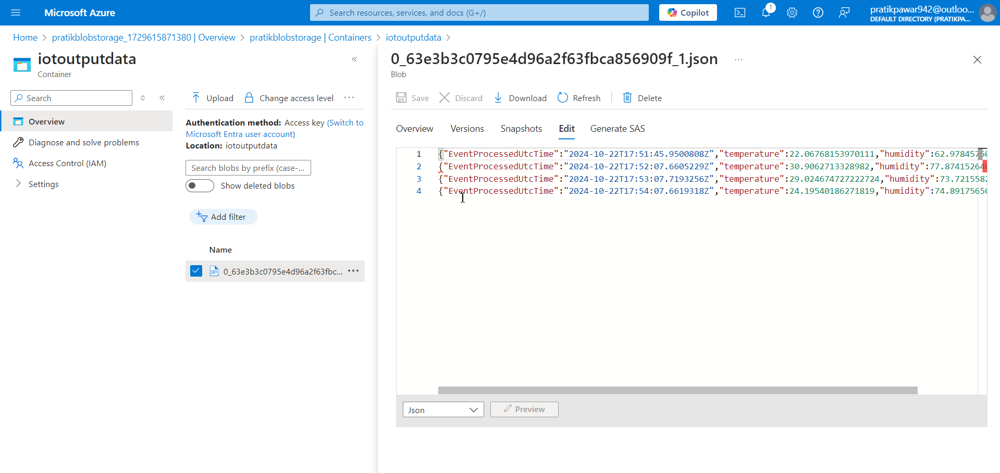 Microsoft Azure
Search resources, services, and docs (G+/)
Copilot
1
pratikpawar942@outloo...
DEFAULT DIRECTORY (PRATIKPA...
Home > pratikblobstorage_1729615871380 | Overview > pratikblobstorage | Containers > iotoutputdata >
iotoutputdata
Container
Search
Overview
Diagnose and solve problems
Access Control (IAM)
Settings
Upload
Change access level
Authentication method: Access key (Switch to
Microsoft Entra user account)
Location: iotoutputdata
Search blobs by prefix (case-...
Show deleted blobs
Add filter
Name
0_63e3b3c0795e4d96a2f63fbc...
0_63e3b3c0795e4d96a2f63fbca856909f_1.json
Blob
Save
Discard
Download
Refresh
Delete
Overview
Versions
Snapshots
Edit
Generate SAS
1 {"EventProcessedUtcTime":"2024-10-22T17:51:45.9500808Z","temperature":22.06768153970111,"humidity":62.9784575
2 {"EventProcessedUtcTime":"2024-10-22T17:52:07.6605229Z","temperature":30.9062713328982,"humidity":77.87415264
3 {"EventProcessedUtcTime":"2024-10-22T17:53:07.7193256Z","temperature":29.024674727222724,"humidity":73.7215582
4 {"EventProcessedUtcTime":"2024-10-22T17:54:07.6619318Z","temperature":24.19540186271819,"humidity":74.89175656
Json
Preview